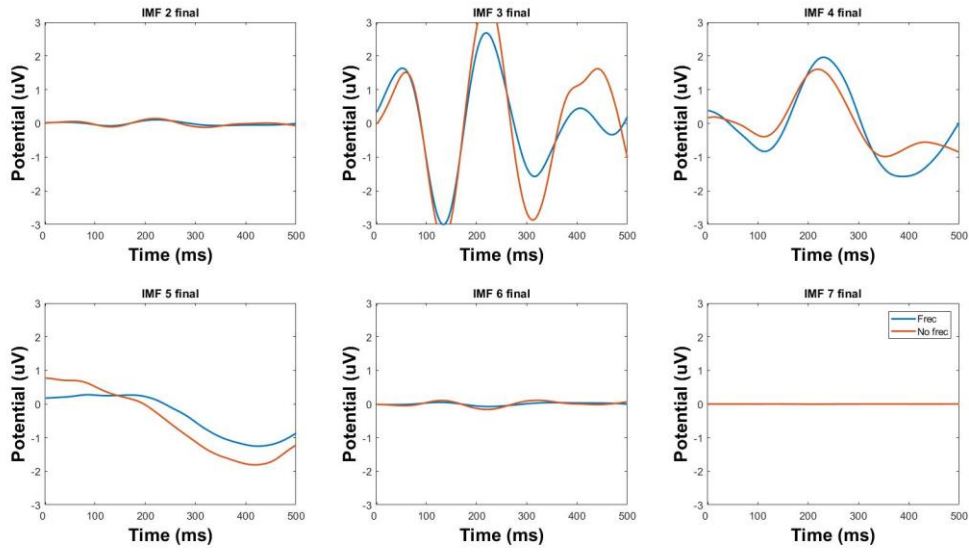 IMF 2 final
3
2
1
0
-1
-2
-3
Potential (uV)
0 100 200 300 400 500
Time (ms)
IMF 3 final
3
2
1
0
-1
-2
-3
Potential (uV)
0 100 200 300 400 500
Time (ms)
IMF 4 final
3
2
1
0
-1
-2
-3
Potential (uV)
0 100 200 300 400 500
Time (ms)
IMF 5 final
3
2
1
0
-1
-2
-3
Potential (uV)
0 100 200 300 400 500
Time (ms)
IMF 6 final
3
2
1
0
-1
-2
-3
Potential (uV)
0 100 200 300 400 500
Time (ms)
IMF 7 final
3
2
1
0
-1
-2
-3
Potential (uV)
Frec
No frec
0 100 200 300 400 500
Time (ms)